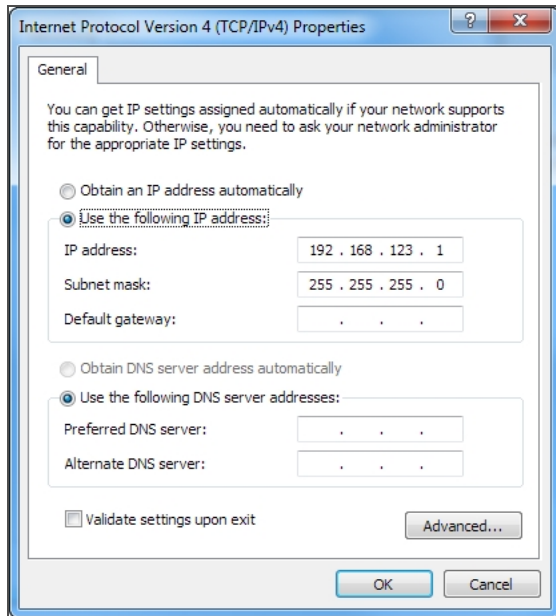 Internet Protocol Version 4 (TCP/IPv4) Properties
General
You can get IP settings assigned automatically if your network supports
this capability. Otherwise, you need to ask your network administrator
for the appropriate IP settings.
Obtain an IP address automatically
Use the following IP address:
IP address: 192 . 168 . 123 . 1
Subnet mask: 255 . 255 . 255 . 0
Default gateway: . . .
Obtain DNS server address automatically
Use the following DNS server addresses:
Preferred DNS server: . . .
Alternate DNS server: . . .
Validate settings upon exit
Advanced...
OK Cancel